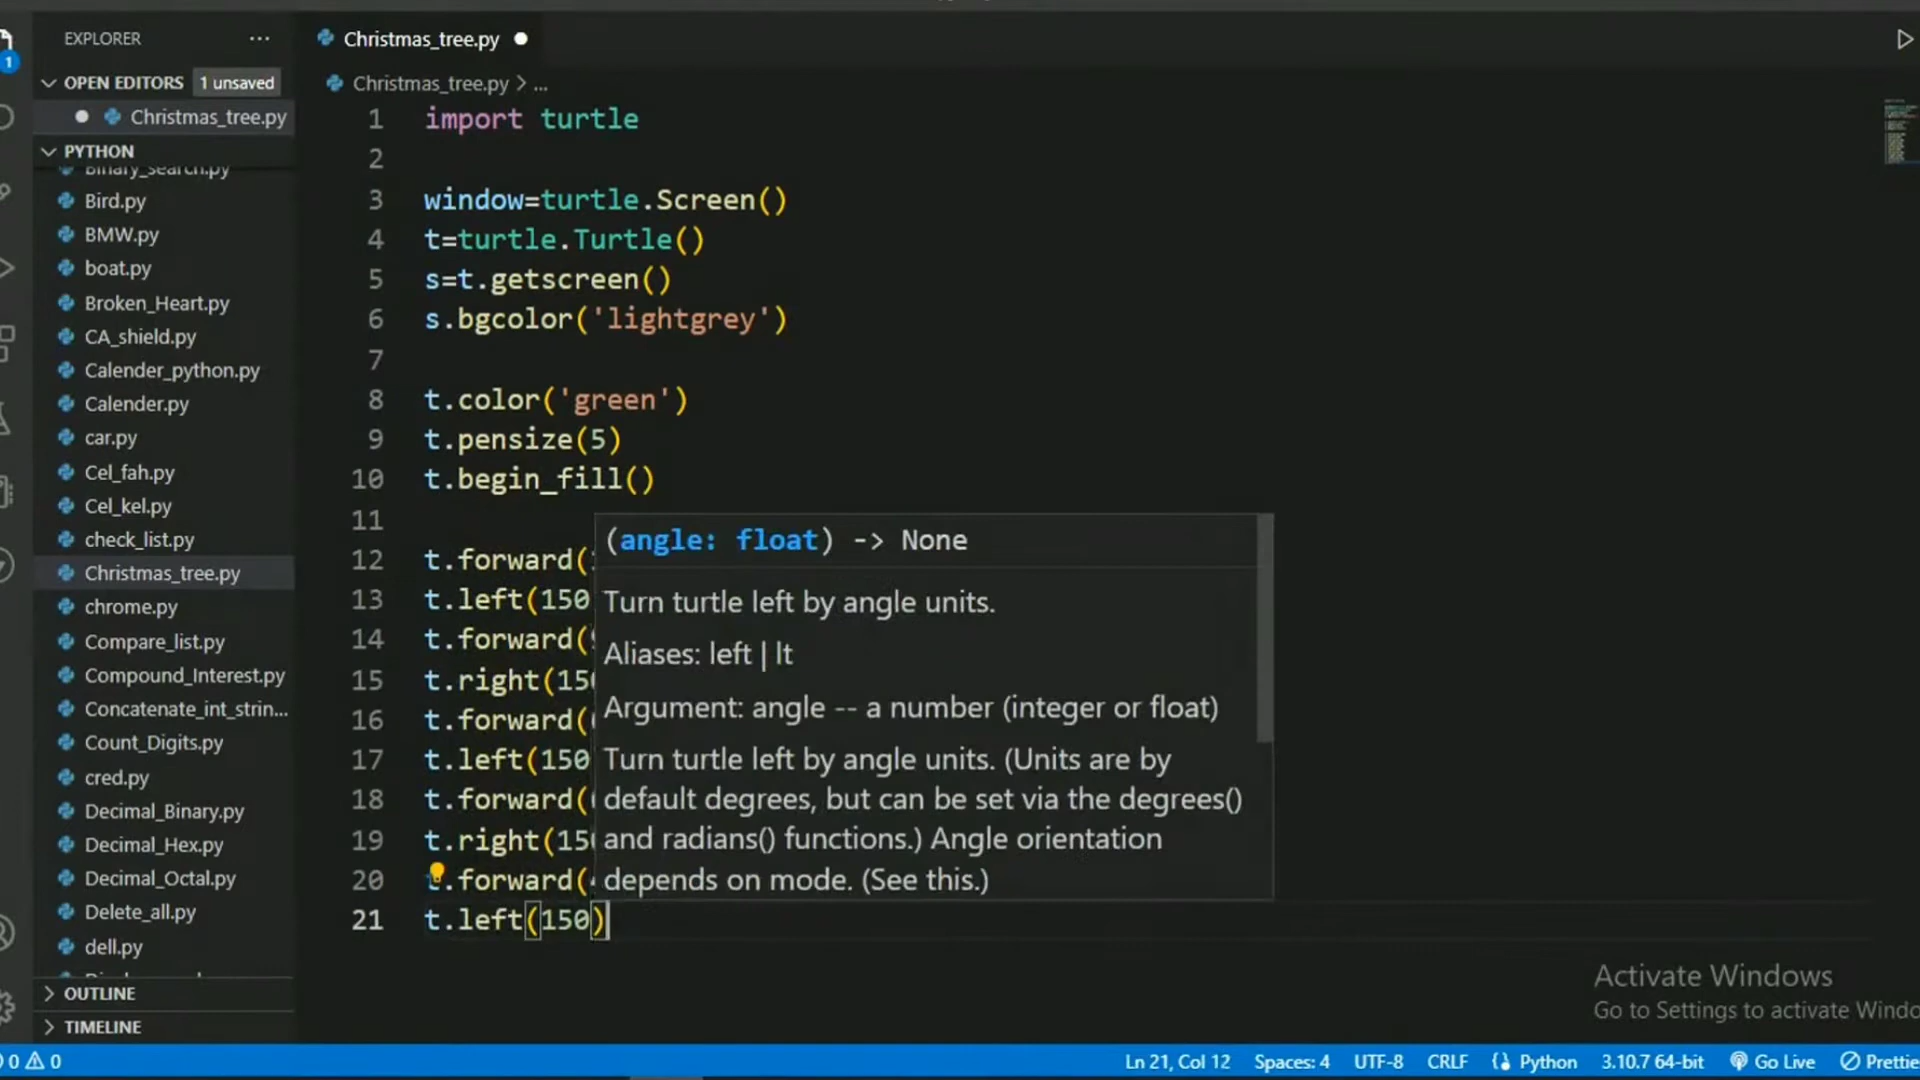 EXPLORER
OPEN EDITORS 1 unsaved
Christmas_tree.py
PYTHON
Binary_search.py
Bird.py
BMW.py
boat.py
Broken_Heart.py
CA_shield.py
Calender_python.py
Calender.py
car.py
Cel_fah.py
Cel_kel.py
check_list.py
Christmas_tree.py
chrome.py
Compare_list.py
Compound_Interest.py
Concatenate_int_strin...
Count_Digits.py
cred.py
Decimal_Binary.py
Decimal_Hex.py
Decimal_Octal.py
Delete_all.py
dell.py
OUTLINE
TIMELINE
Christmas_tree.py
Christmas_tree.py > ...
1 import turtle
2
3 window=turtle.Screen()
4 t=turtle.Turtle()
5 s=t.getscreen()
6 s.bgcolor('lightgrey')
7
8 t.color('green')
9 t.pensize(5)
10 t.begin_fill()
11
12 t.forward(
13 t.left(150
14 t.forward(
15 t.right(15
16 t.forward(
17 t.left(150
18 t.forward(
19 t.right(15
20 t.forward(
21 t.left(150)
(angle: float) -> None
Turn turtle left by angle units.
Aliases: left | lt
Argument: angle -- a number (integer or float)
Turn turtle left by angle units. (Units are by
default degrees, but can be set via the degrees()
and radians() functions.) Angle orientation
depends on mode. (See this.)
Activate Windows
Go to Settings to activate Windo
1
0 0 Ln 21, Col 12 Spaces: 4 UTF-8 CRLF Python 3.10.7 64-bit Go Live Prettie